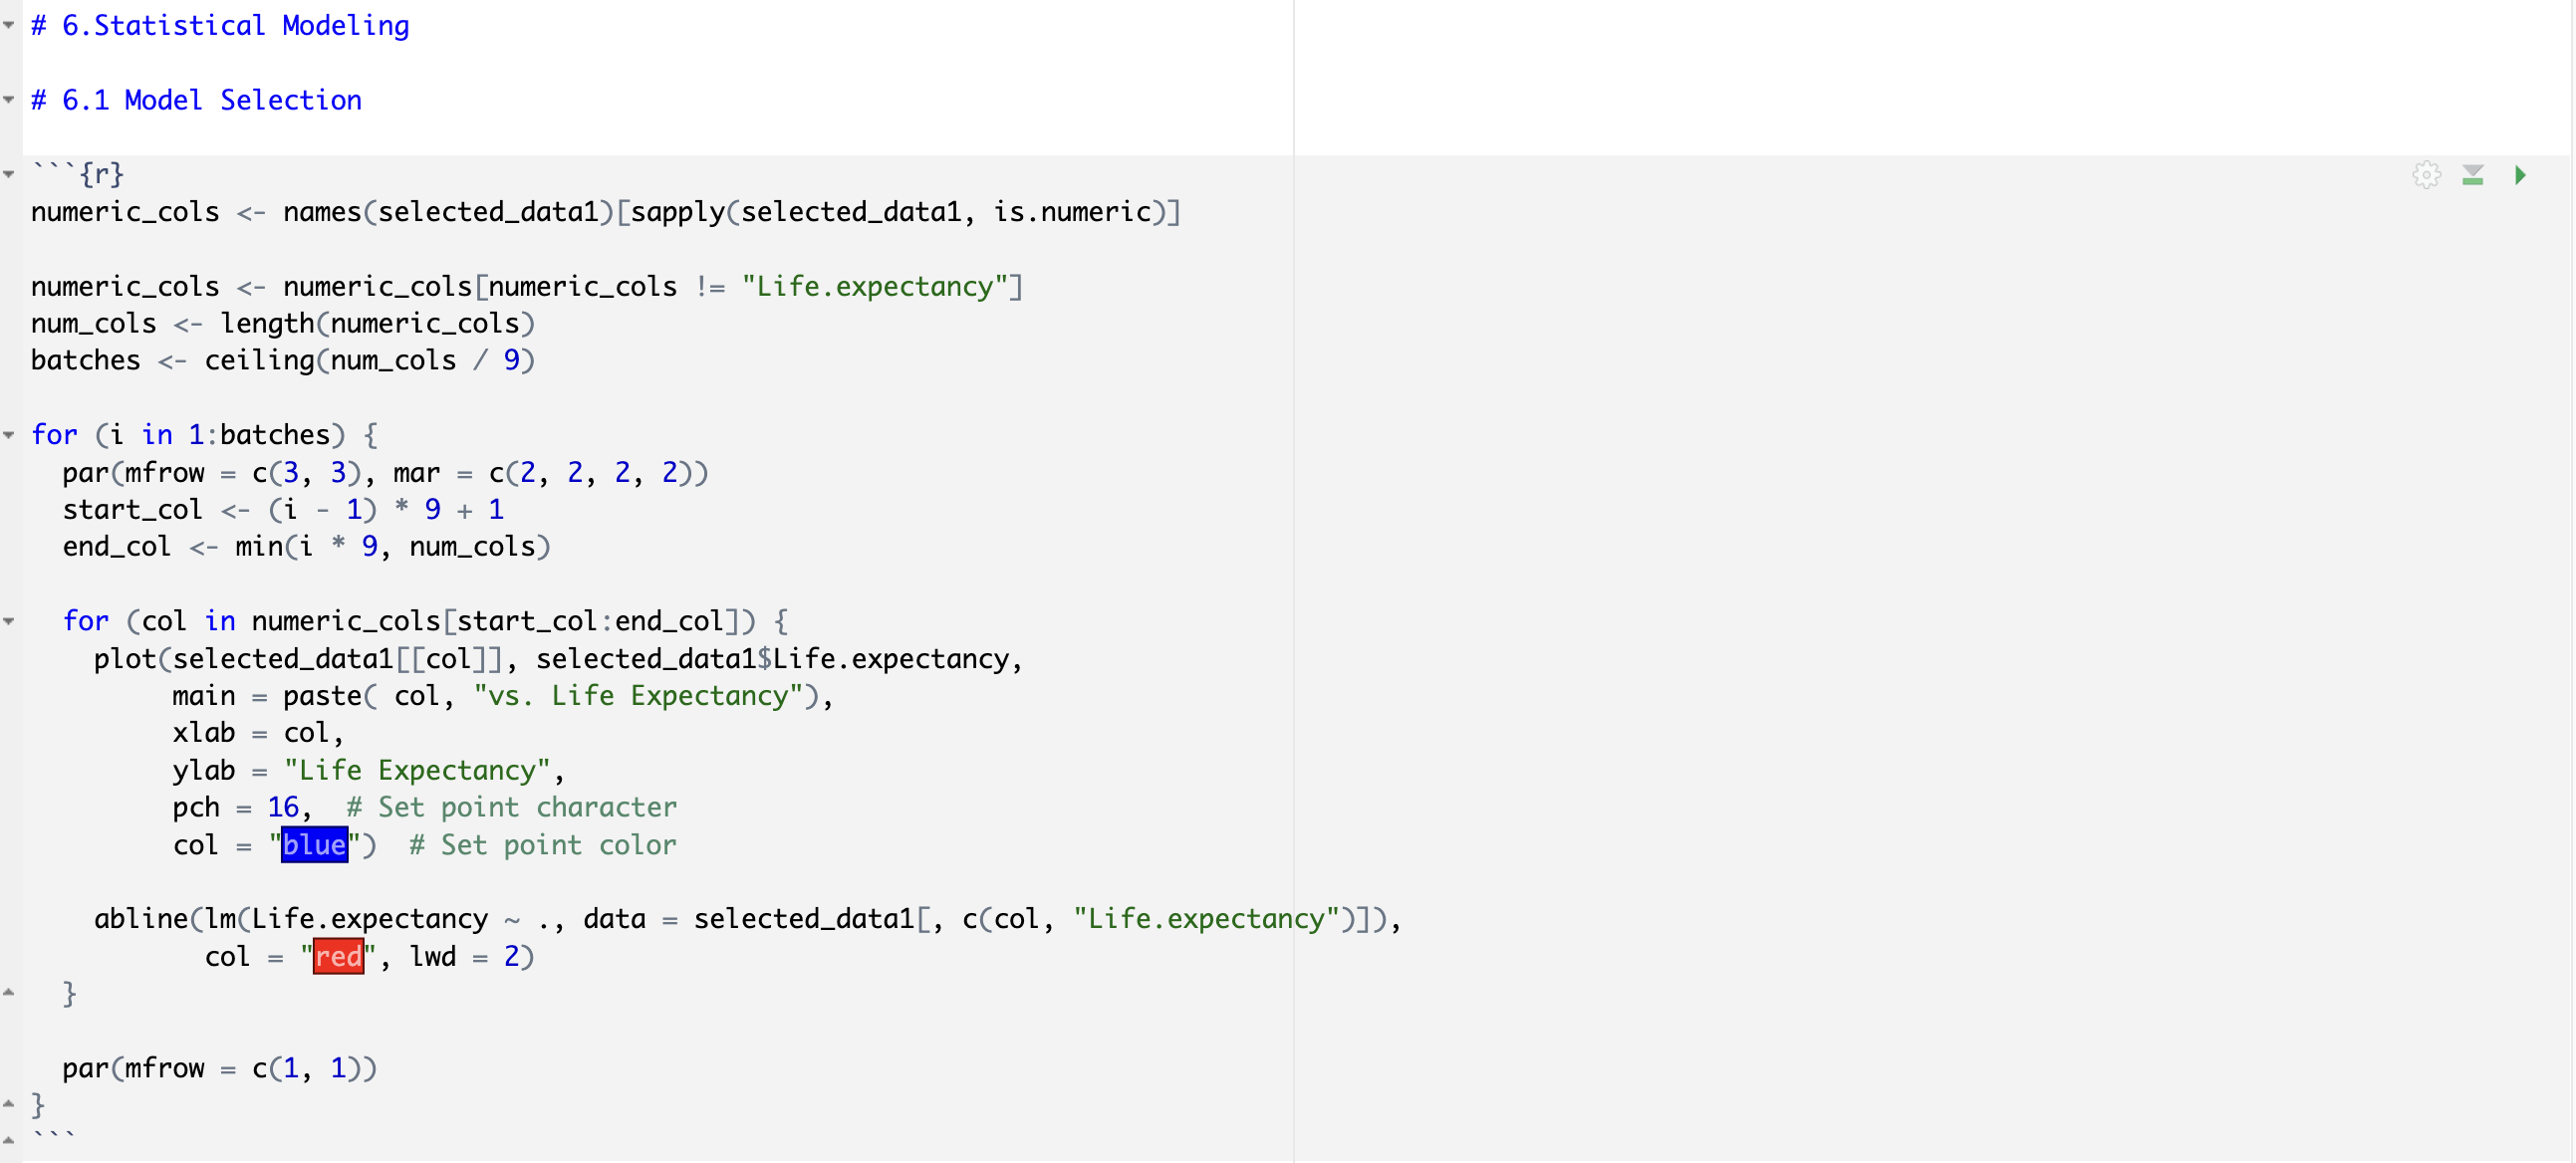 # 6.Statistical Modeling
# 6.1 Model Selection
```{r}
numeric_cols <- names(selected_data1)[sapply(selected_data1, is.numeric)]
numeric_cols <- numeric_cols[numeric_cols != "Life.expectancy"]
num_cols <- length(numeric_cols)
batches <- ceiling(num_cols / 9)
for (i in 1:batches) {
  par(mfrow = c(3, 3), mar = c(2, 2, 2, 2))
  start_col <- (i - 1) * 9 + 1
  end_col <- min(i * 9, num_cols)
  for (col in numeric_cols[start_col:end_col]) {
    plot(selected_data1[[col]], selected_data1$Life.expectancy,
         main = paste( col, "vs. Life Expectancy"),
         xlab = col,
         ylab = "Life Expectancy",
         pch = 16,  # Set point character
         col = "blue")  # Set point color
    abline(lm(Life.expectancy ~ ., data = selected_data1[, c(col, "Life.expectancy")]),
           col = "red", lwd = 2)
  }
  par(mfrow = c(1, 1))
}
```